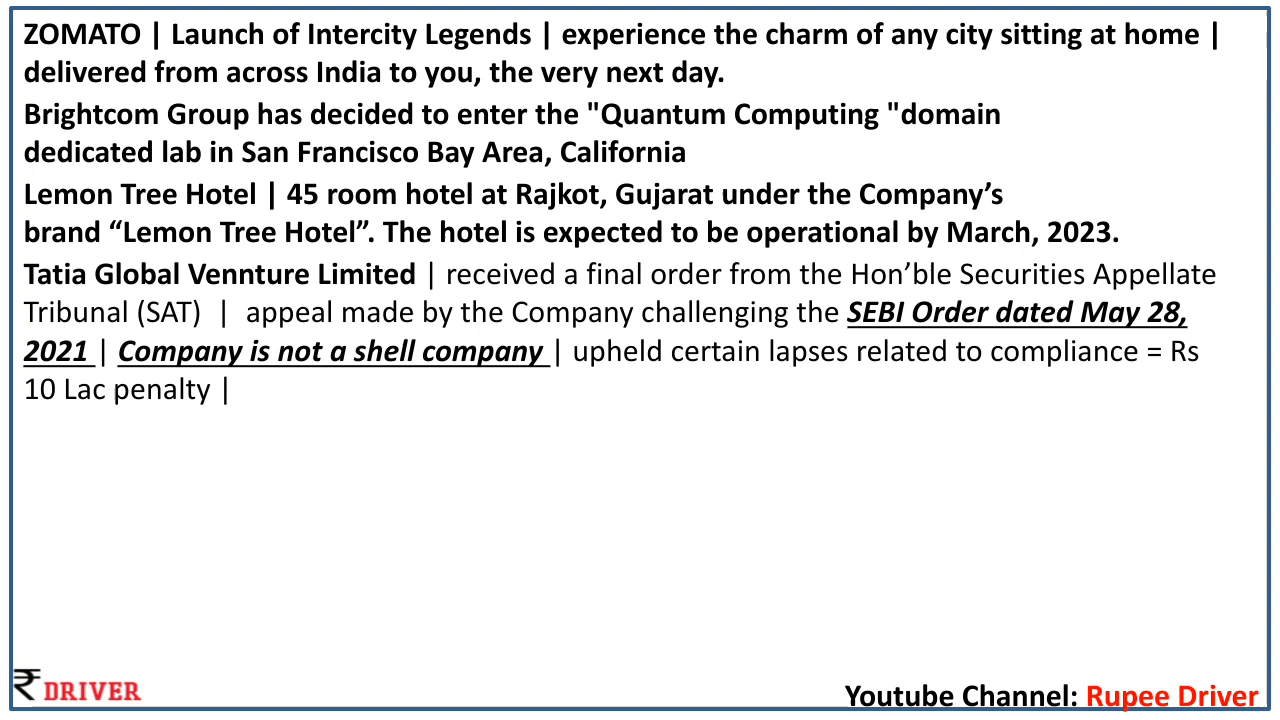 ZOMATO | Launch of Intercity Legends | experience the charm of any city sitting at home |
delivered from across India to you, the very next day.
Brightcom Group has decided to enter the "Quantum Computing "domain
dedicated lab in San Francisco Bay Area, California
Lemon Tree Hotel | 45 room hotel at Rajkot, Gujarat under the Company’s
brand “Lemon Tree Hotel”. The hotel is expected to be operational by March, 2023.
Tatia Global Vennture Limited | received a final order from the Hon’ble Securities Appellate
Tribunal (SAT) | appeal made by the Company challenging the SEBI Order dated May 28,
2021 | Company is not a shell company | upheld certain lapses related to compliance = Rs
10 Lac penalty |
₹ DRIVER
Youtube Channel: Rupee Driver